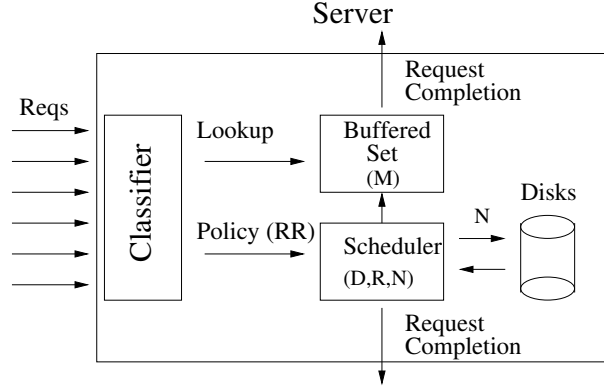 Server
Request
Completion
Reqs
Classifier
Lookup
Buffered
Set
(M)
Policy (RR)
Scheduler
(D,R,N)
N
Disks
Request
Completion